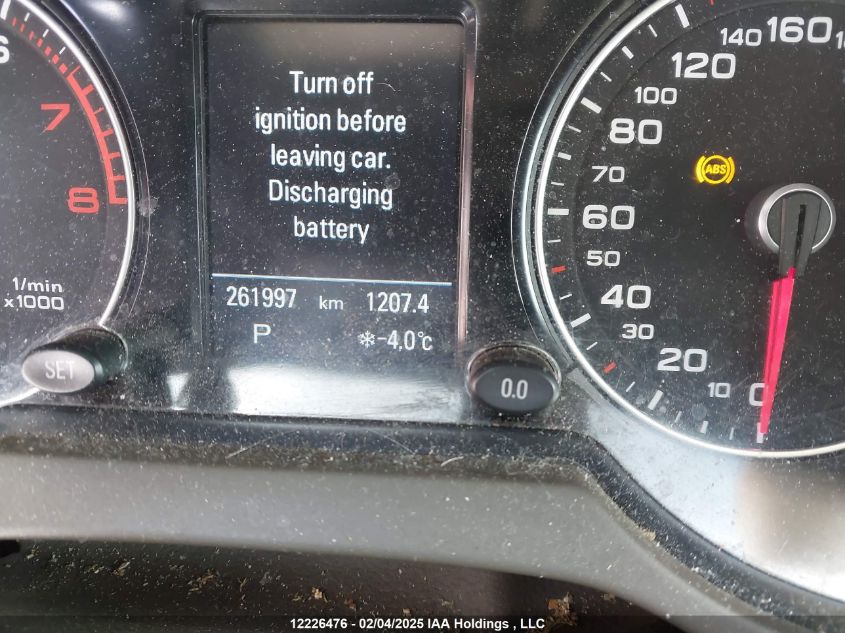 Turn off
ignition before
leaving car.
Discharging
battery
261997 km 1207.4
P ❄-4.0°c
6
7
8
1/min
x1000
SET
0.0
ABS
0
10
20
30
40
50
60
70
80
100
120
140
160
12226476 - 02/04/2025 IAA Holdings , LLC